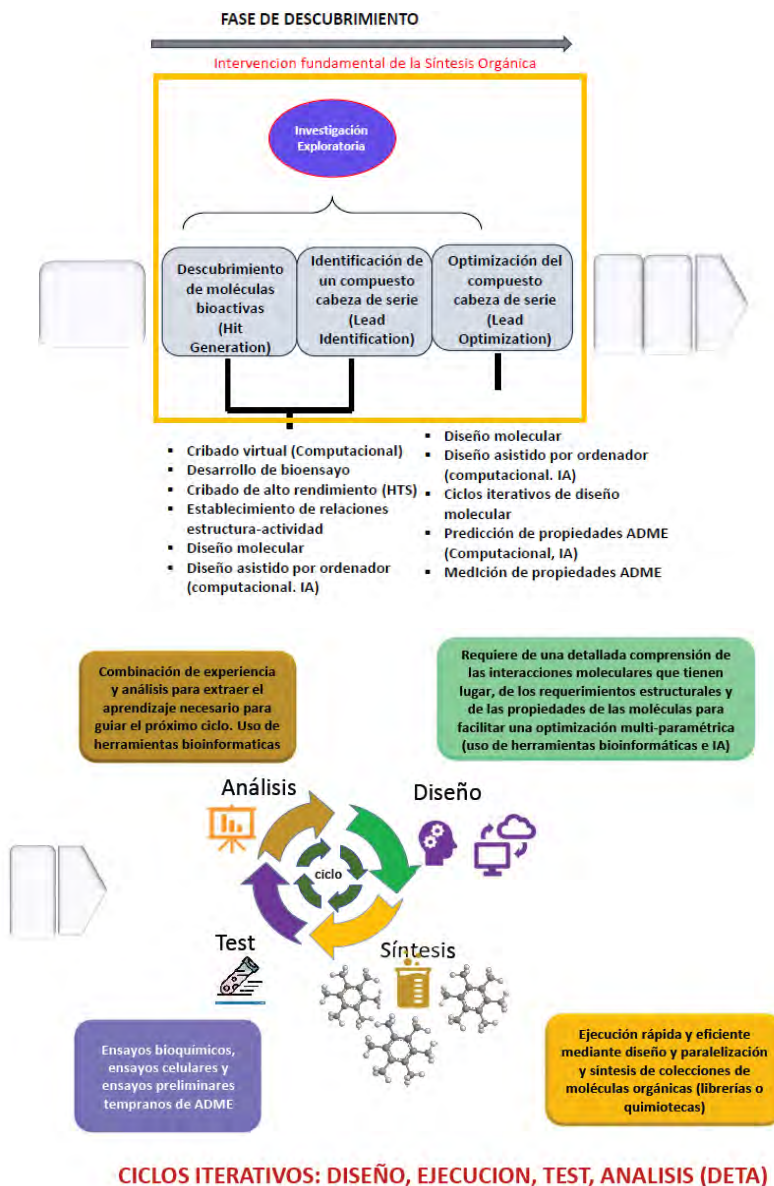 FASE DE DESCUBRIMIENTO
Intervencion fundamental de la Síntesis Orgánica
Investigación
Exploratoria
Descubrimiento
de moléculas
bioactivas
(Hit
Generation)
Identificación de
un compuesto
cabeza de serie
(Lead
Identification)
Optimización del
compuesto
cabeza de serie
(Lead
Optimization)
▪ Cribado virtual (Computacional)
▪ Desarrollo de bioensayo
▪ Cribado de alto rendimiento (HTS)
▪ Establecimiento de relaciones
estructura-actividad
▪ Diseño molecular
▪ Diseño asistido por ordenador
(computacional. IA)
▪ Diseño molecular
▪ Diseño asistido por ordenador
(computacional. IA)
▪ Ciclos iterativos de diseño
molecular
▪ Predicción de propiedades ADME
(Computacional, IA)
▪ MedIción de propiedades ADME
Combinación de experiencia
y análisis para extraer el
aprendizaje necesario para
guiar el próximo ciclo. Uso de
herramientas bioinformaticas
Requiere de una detallada comprensión de
las interacciones moleculares que tienen
lugar, de los requerimientos estructurales y
de las propiedades de las moléculas para
facilitar una optimización multi-paramétrica
(uso de herramientas bioinformáticas e IA)
Análisis
Diseño
ciclo
Test
Síntesis
Ensayos bioquímicos,
ensayos celulares y
ensayos preliminares
tempranos de ADME
Ejecución rápida y eficiente
mediante diseño y paralelización
y síntesis de colecciones de
moléculas orgánicas (librerías o
quimiotecas)
CICLOS ITERATIVOS: DISEÑO, EJECUCION, TEST, ANALISIS (DETA)